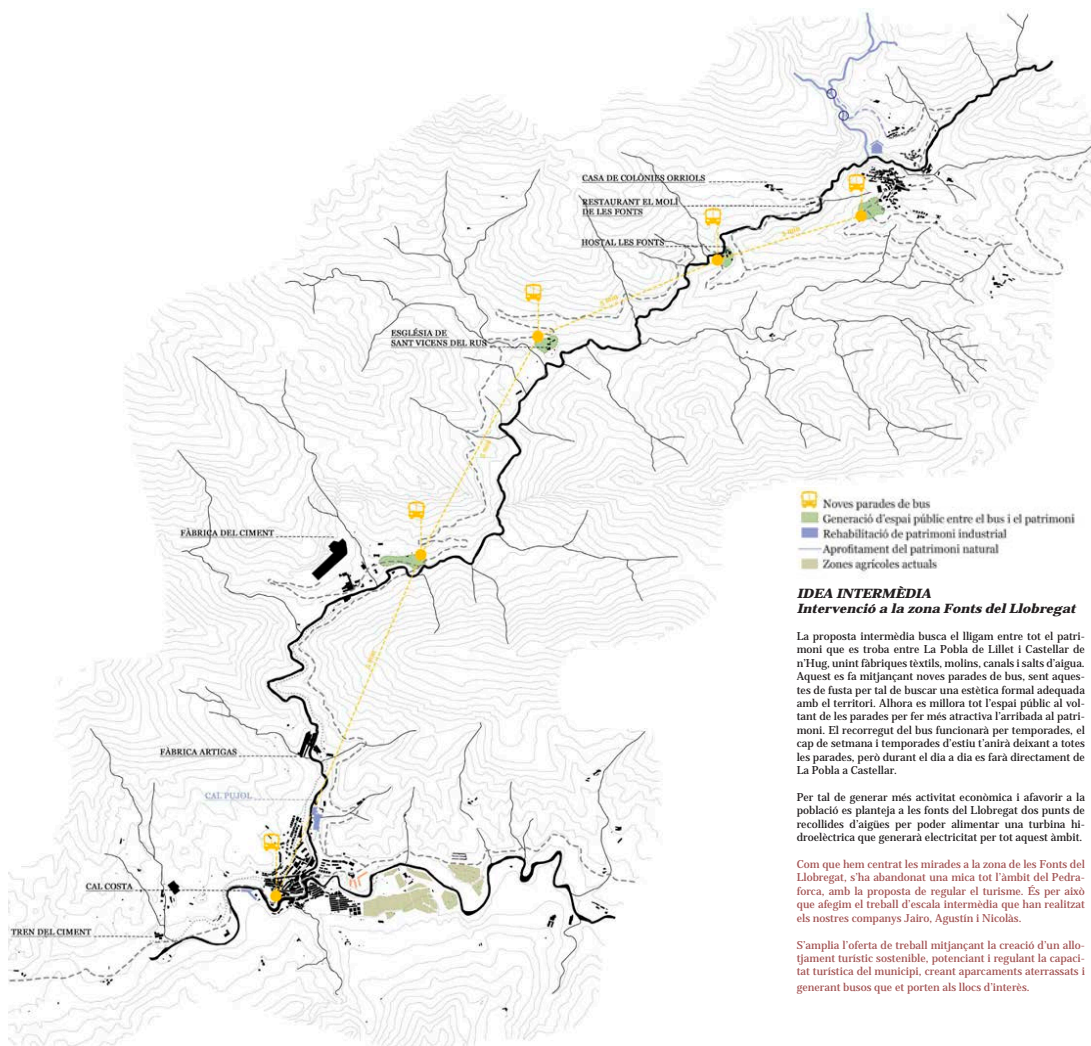 CASA DE COLÒNIES ORRIOLS
RESTAURANT EL MOLÍ
DE LES FONTS
HOSTAL LES FONTS
5 MIN
5 MIN
ESGLÉSIA DE
SANT VICENS DEL RUS
FÀBRICA DEL CIMENT
FÀBRICA ARTIGAS
CAL PUJOL
CAL COSTA
TREN DEL CIMENT
Noves parades de bus
Generació d'espai públic entre el bus i el patrimoni
Rehabilitació de patrimoni industrial
Aprofitament del patrimoni natural
Zones agrícoles actuals
IDEA INTERMÈDIA
Intervenció a la zona Fonts del Llobregat
La proposta intermèdia busca el lligam entre tot el patri-
moni que es troba entre La Pobla de Lillet i Castellar de
n'Hug, unint fàbriques tèxtils, molins, canals i salts d'aigua.
Aquest es fa mitjançant noves parades de bus, sent aques-
tes de fusta per tal de buscar una estètica formal adequada
amb el territori. Alhora es millora tot l'espai públic al vol-
tant de les parades per fer més atractiva l'arribada al patri-
moni. El recorregut del bus funcionarà per temporades, el
cap de setmana i temporades d'estiu t'anirà deixant a totes
les parades, però durant el dia a dia es farà directament de
La Pobla a Castellar.
Per tal de generar més activitat econòmica i afavorir a la
població es planteja a les fonts del Llobregat dos punts de
recollides d'aigües per poder alimentar una turbina hi-
droelèctrica que generarà electricitat per tot aquest àmbit.
Com que hem centrat les mirades a la zona de les Fonts del
Llobregat, s'ha abandonat una mica tot l'àmbit del Pedra-
forca, amb la proposta de regular el turisme. És per això
que afegim el treball d'escala intermèdia que han realitzat
els nostres companys Jairo, Agustín i Nicolàs.
S'amplia l'oferta de treball mitjançant la creació d'un allo-
tjament turístic sostenible, potenciant i regulant la capaci-
tat turística del municipi, creant aparcaments aterrassats i
generant busos que et porten als llocs d'interès.